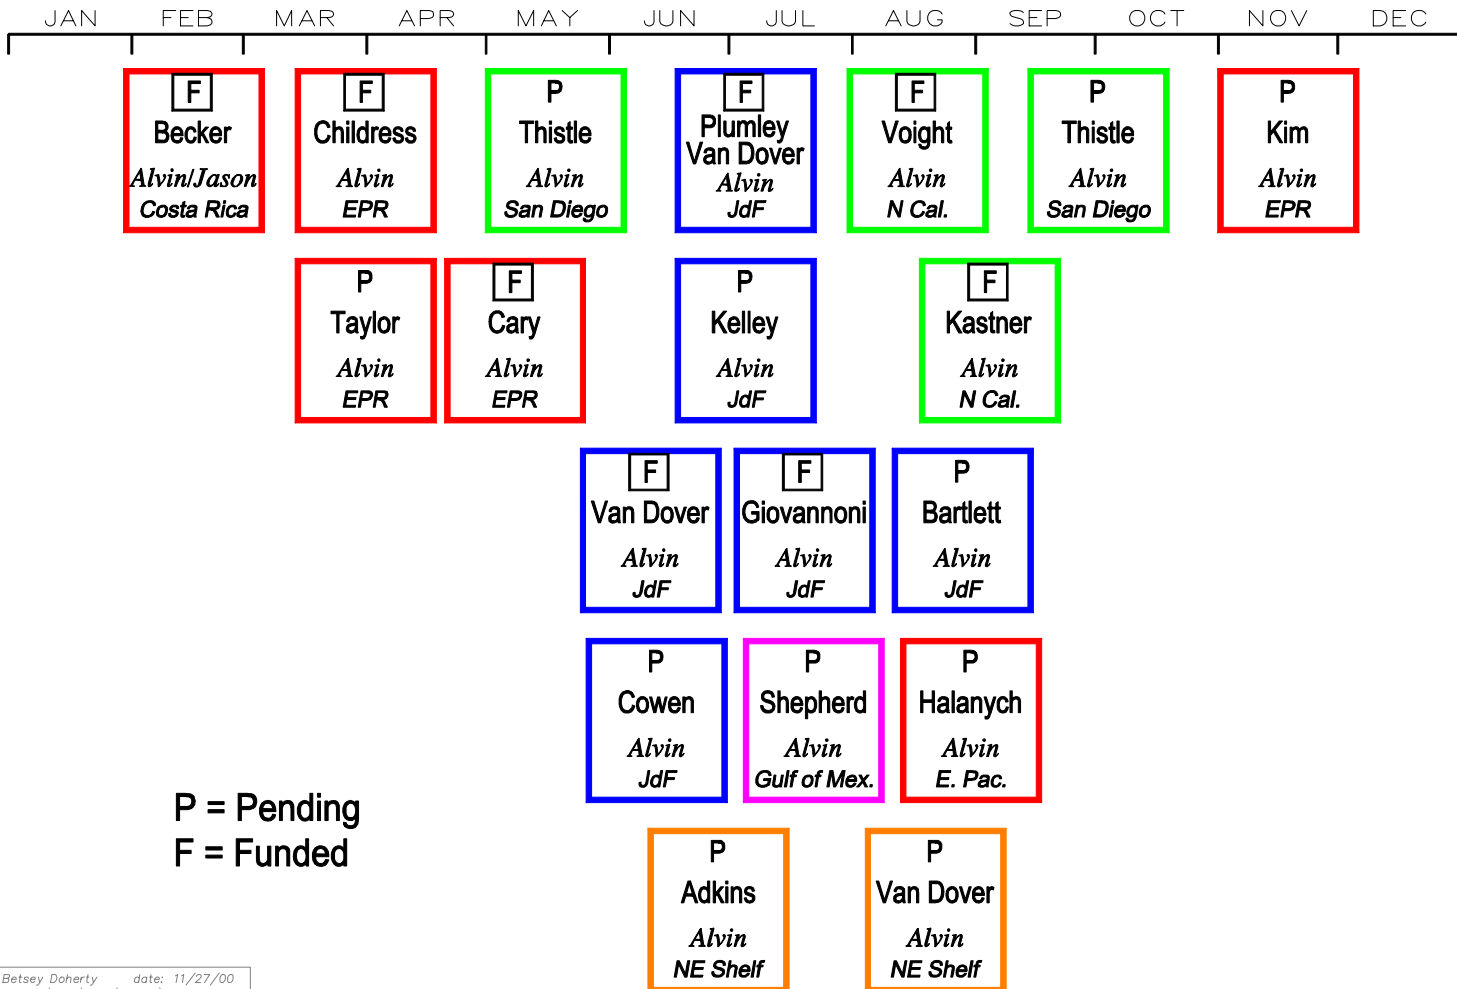 JAN FEB MAR APR MAY JUN JUL AUG SEP OCT NOV DEC
F
Becker
Alvin/Jason
Costa Rica
F
Childress
Alvin
EPR
P
Thistle
Alvin
San Diego
F
Plumley
Van Dover
Alvin
JdF
F
Voight
Alvin
N Cal.
P
Thistle
Alvin
San Diego
P
Kim
Alvin
EPR
P
Taylor
Alvin
EPR
F
Cary
Alvin
EPR
P
Kelley
Alvin
JdF
F
Kastner
Alvin
N Cal.
F
Van Dover
Alvin
JdF
F
Giovannoni
Alvin
JdF
P
Bartlett
Alvin
JdF
P
Cowen
Alvin
JdF
P
Shepherd
Alvin
Gulf of Mex.
P
Halanych
Alvin
E. Pac.
P = Pending
F = Funded
P
Adkins
Alvin
NE Shelf
P
Van Dover
Alvin
NE Shelf
Betsey Doherty date: 11/27/00